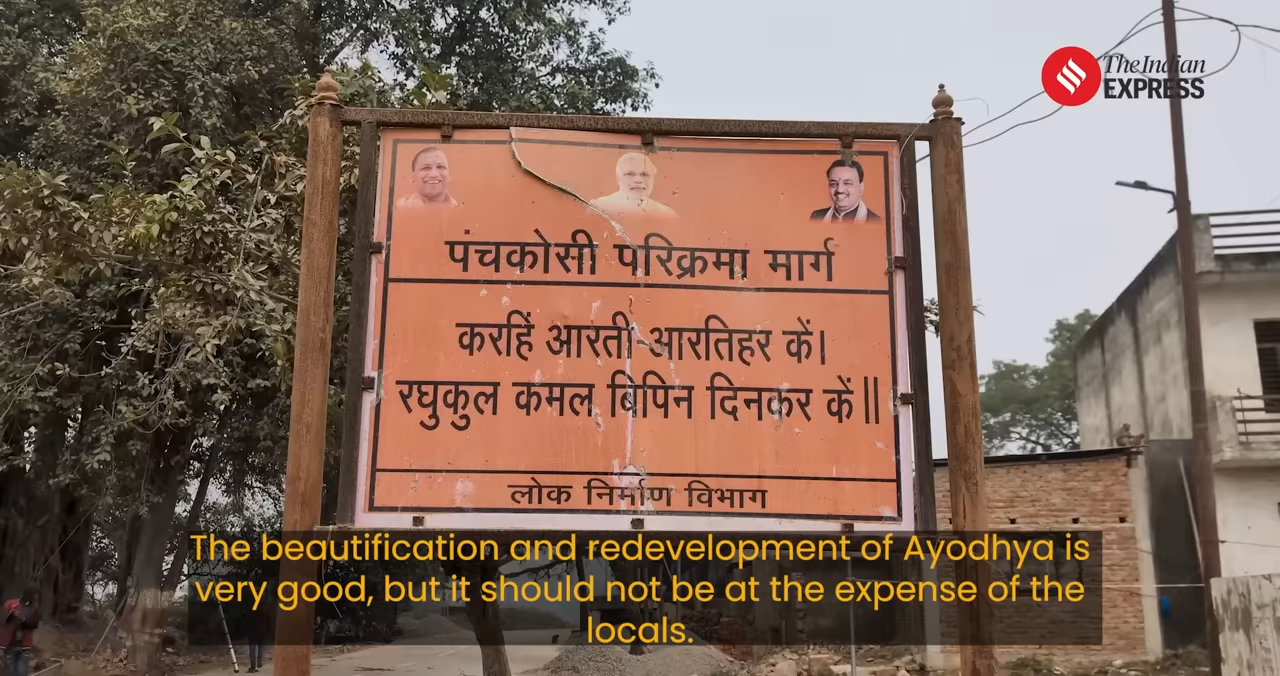 The Indian
EXPRESS
पंचकोसी परिक्रमा मार्ग
करहिं आरती आरतिहर कें।
रघुकुल कमल बिपिन दिनकर कें॥
लोक निर्माण विभाग
The beautification and redevelopment of Ayodhya is
very good, but it should not be at the expense of the
locals.